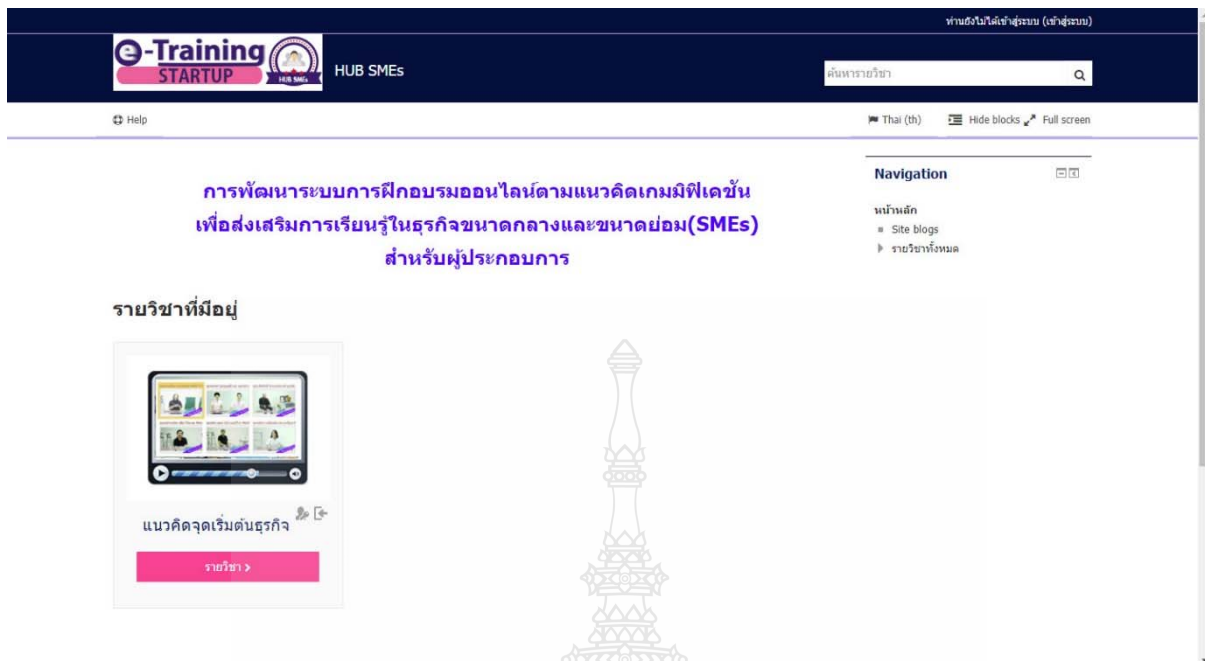 ท่านยังไม่ได้เข้าสู่ระบบ (เข้าสู่ระบบ)
e-Training
STARTUP
HUB SMEs
HUB SMEs
ค้นหารายวิชา
Help
Thai (th)
Hide blocks
Full screen
การพัฒนาระบบการฝึกอบรมออนไลน์ตามแนวคิดเกมมิฟิเคชั่น
เพื่อส่งเสริมการเรียนรู้ในธุรกิจขนาดกลางและขนาดย่อม(SMEs)
สำหรับผู้ประกอบการ
Navigation
หน้าหลัก
Site blogs
รายวิชาทั้งหมด
รายวิชาที่มีอยู่
แนวคิดจุดเริ่มต้นธุรกิจ
รายวิชา